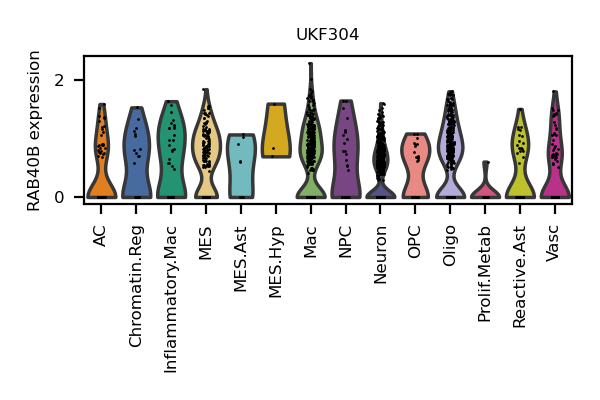 UKF304
RAB40B expression
2
0
AC
Chromatin.Reg
Inflammatory.Mac
MES
MES.Ast
MES.Hyp
Mac
NPC
Neuron
OPC
Oligo
Prolif.Metab
Reactive.Ast
Vasc